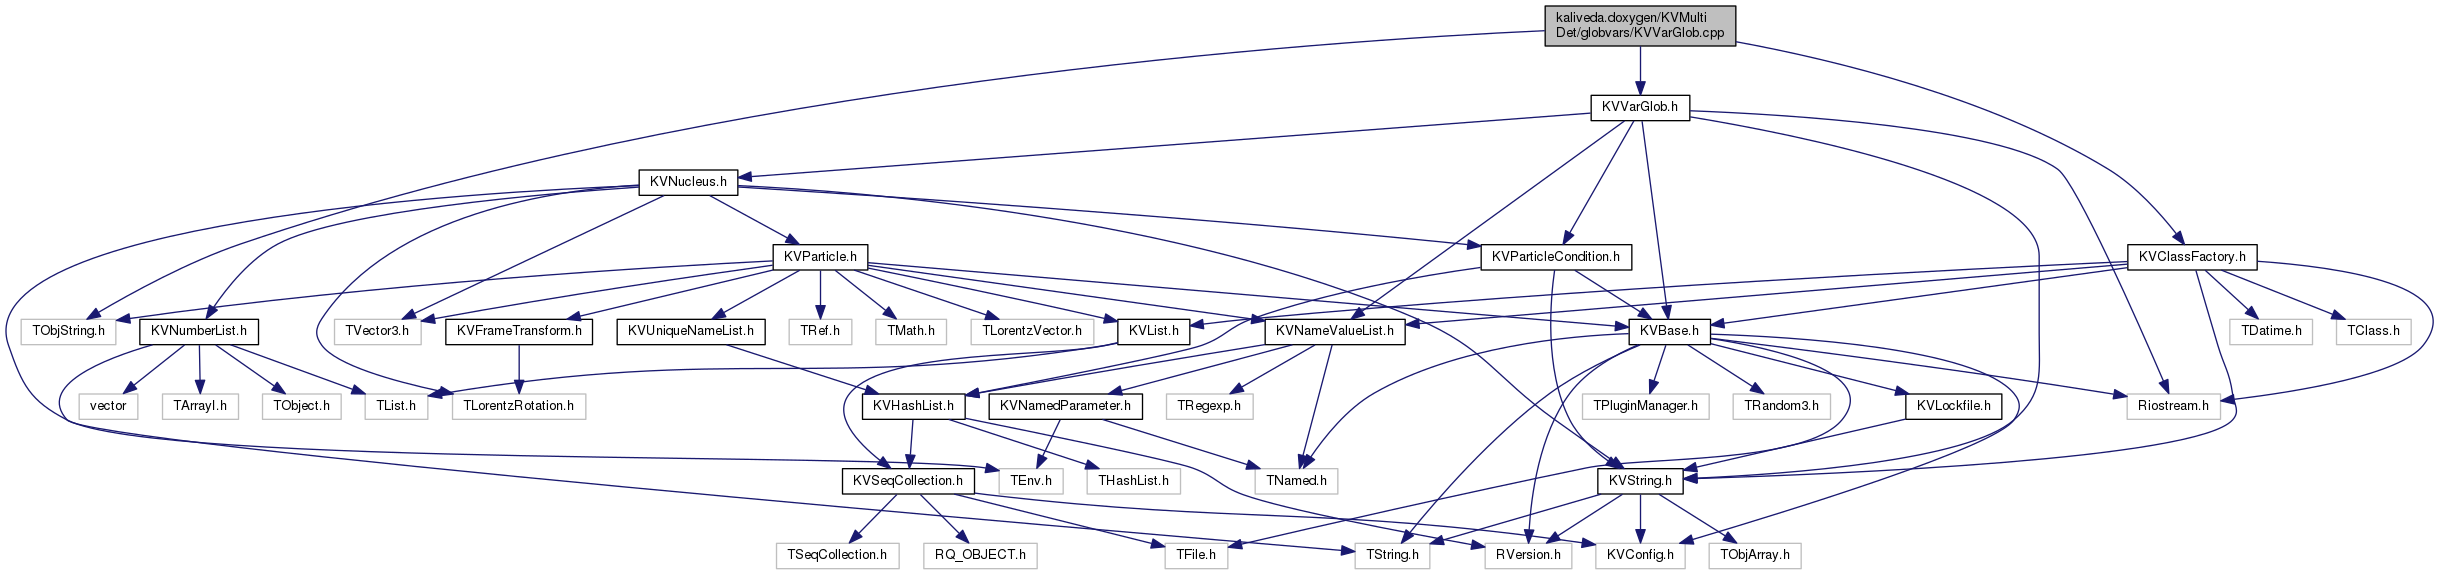 kaliveda.doxygen/KVMulti
Det/globvars/KVVarGlob.cpp
KVVarGlob.h
KVNucleus.h
KVParticle.h
KVParticleCondition.h
KVClassFactory.h
TObjString.h
KVNumberList.h
TVector3.h
KVFrameTransform.h
KVUniqueNameList.h
TRef.h
TMath.h
TLorentzVector.h
KVList.h
KVNameValueList.h
KVBase.h
TDatime.h
TClass.h
vector
TArrayI.h
TObject.h
TList.h
TLorentzRotation.h
KVHashList.h
KVNamedParameter.h
TRegexp.h
TPluginManager.h
TRandom3.h
KVLockfile.h
Riostream.h
KVSeqCollection.h
TEnv.h
THashList.h
TNamed.h
KVString.h
TSeqCollection.h
RQ_OBJECT.h
TFile.h
TString.h
RVersion.h
KVConfig.h
TObjArray.h